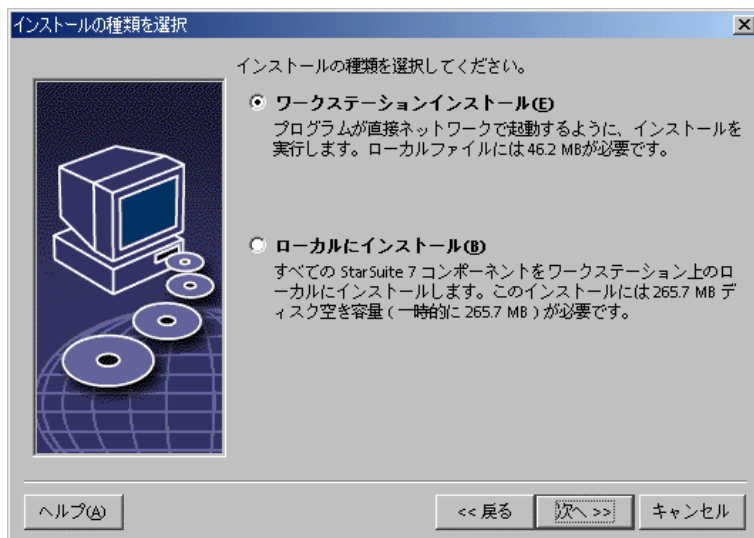 インストールの種類を選択
インストールの種類を選択してください。
ワークステーションインストール(E)
プログラムが直接ネットワークで起動するように、インストールを
実行します。ローカルファイルには 46.2 MBが必要です。
ローカルにインストール(B)
すべての StarSuite 7 コンポーネントをワークステーション上のロ
ーカルにインストールします。このインストールには 265.7 MB デ
ィスク空き容量 ( 一時的に 265.7 MB ) が必要です。
ヘルプ(A)
<< 戻る
次へ >>
キャンセル